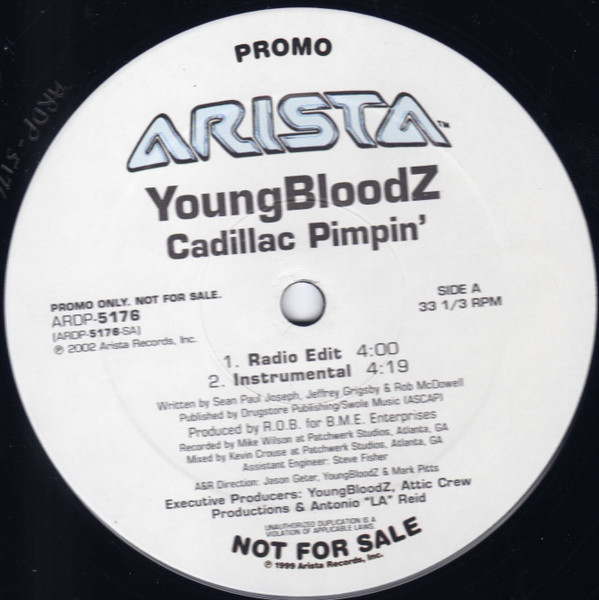 PROMO
ARISTA™
YoungBloodZ
Cadillac Pimpin'
PROMO ONLY. NOT FOR SALE.
ARDP-5176
(ARDP-5176-SA)
℗ 2002 Arista Records, Inc.
SIDE A
33 1/3 RPM
1. Radio Edit 4:00
2. Instrumental 4:19
Written by Sean Paul Joseph, Jeffrey Grigsby & Rob McDowell
Published by Drugstore Publishing/Swole Music (ASCAP)
Produced by R.O.B. for B.M.E. Enterprises
Recorded by Mike Wilson at Patchwerk Studios, Atlanta, GA
Mixed by Kevin Crouse at Patchwerk Studios, Atlanta, GA
Assistant Engineer: Steve Fisher
A&R Direction: Jason Geter, YoungBloodZ & Mark Pitts
Executive Producers: YoungBloodZ, Attic Crew
Productions & Antonio "LA" Reid
UNAUTHORIZED DUPLICATION IS A
VIOLATION OF APPLICABLE LAWS.
NOT FOR SALE
℗ 1999 Arista Records, Inc.
ARDP-5176